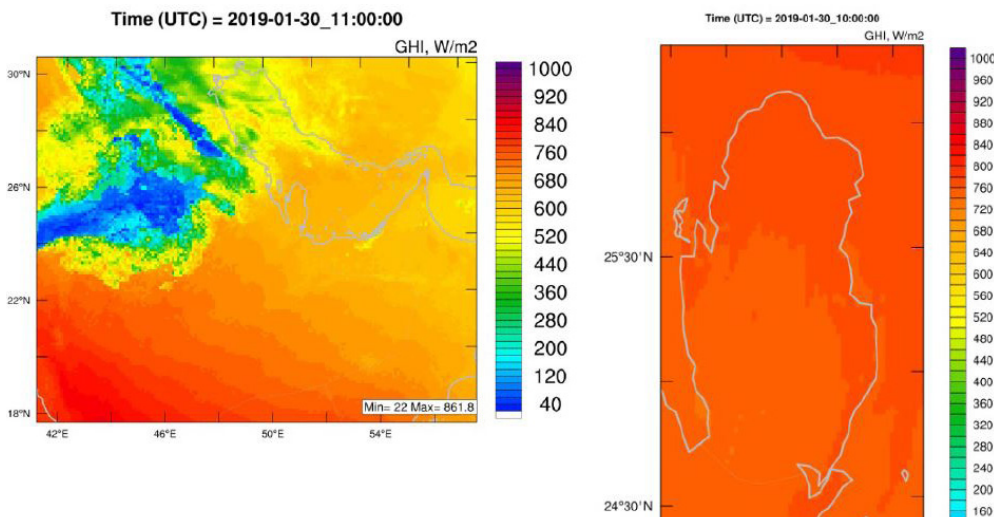 Time (UTC) = 2019-01-30_11:00:00
GHI, W/m2
30°N
26°N
22°N
18°N
42°E
46°E
50°E
54°E
Min= 22 Max= 861.8
1000
920
840
760
680
600
520
440
360
280
200
120
40
Time (UTC) = 2019-01-30_10:00:00
GHI, W/m2
25°30'N
24°30'N
1000
960
920
880
840
800
760
720
680
640
600
560
520
480
440
400
360
320
280
240
200
160